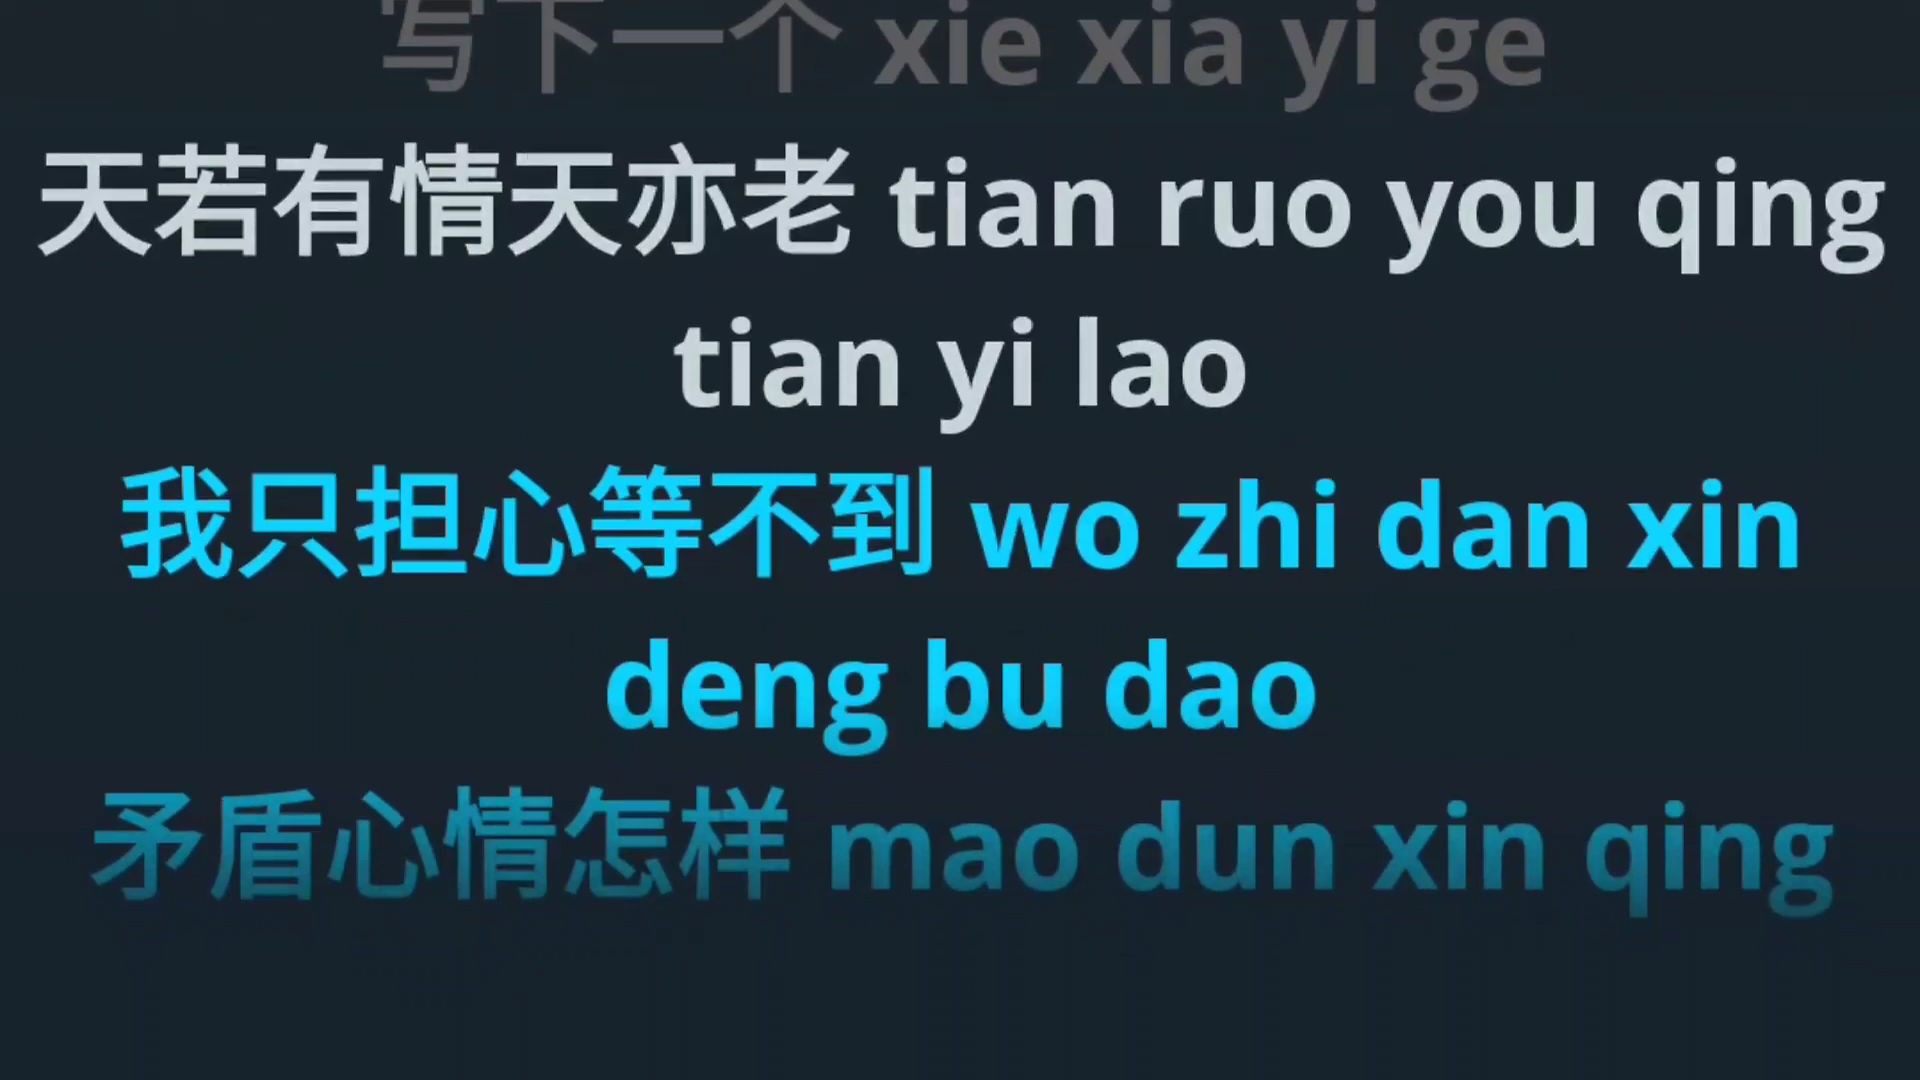 写下一个 xie xia yi ge
天若有情天亦老 tian ruo you qing
tian yi lao
我只担心等不到 wo zhi dan xin
deng bu dao
矛盾心情怎样 mao dun xin qing